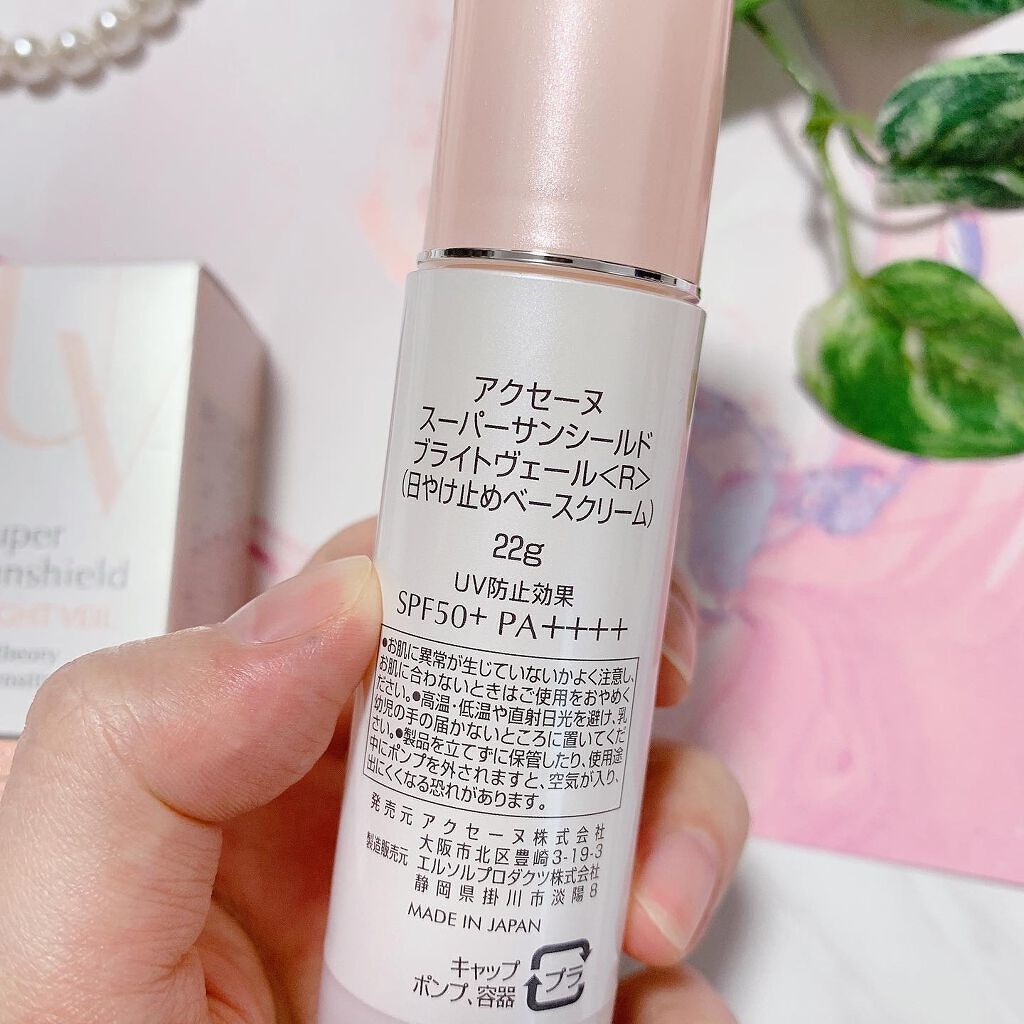 アクセーヌ
スーパーサンシールド
ブライトヴェール<R>
(日やけ止めベースクリーム)
22g
UV防止効果
SPF50+ PA++++
●お肌に異常が生じていないかよく注意し、
お肌に合わないときはご使用をおやめく
ださい。●高温・低温や直射日光を避け、乳
幼児の手の届かないところに置いてくだ
さい。●製品を立てずに保管したり、使用途
中にポンプを外されますと、空気が入り、
出にくくなる恐れがあります。
発売元 アクセーヌ株式会社
大阪市北区豊崎3-19-3
製造販売元 エルソルプロダクツ株式会社
静岡県掛川市淡陽8
MADE IN JAPAN
キャップ
ポンプ、容器
プラ
UV
uper
nshield
GHT VEIL
theory
ensiti